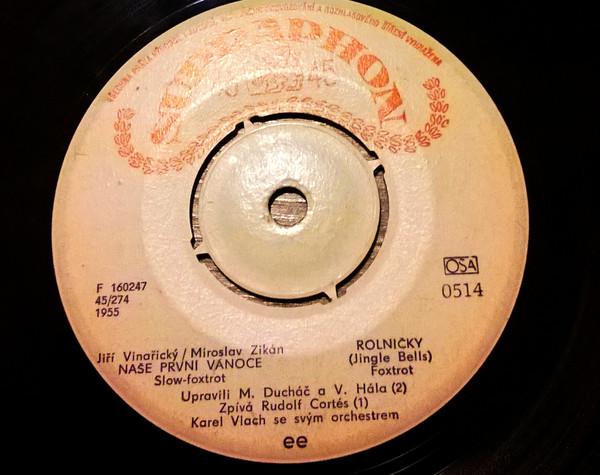 SUPRAPHON
45
F 160247
45/274
1955
OSA
0514
Jiří Vinařický/Miroslav Zikán
NAŠE PRVNÍ VÁNOCE
Slow-foxtrot
ROLNIČKY
(Jingle Bells)
Foxtrot
Upravili M. Ducháč a V. Hála (2)
Zpívá Rudolf Cortés (1)
Karel Vlach se svým orchestrem
ee